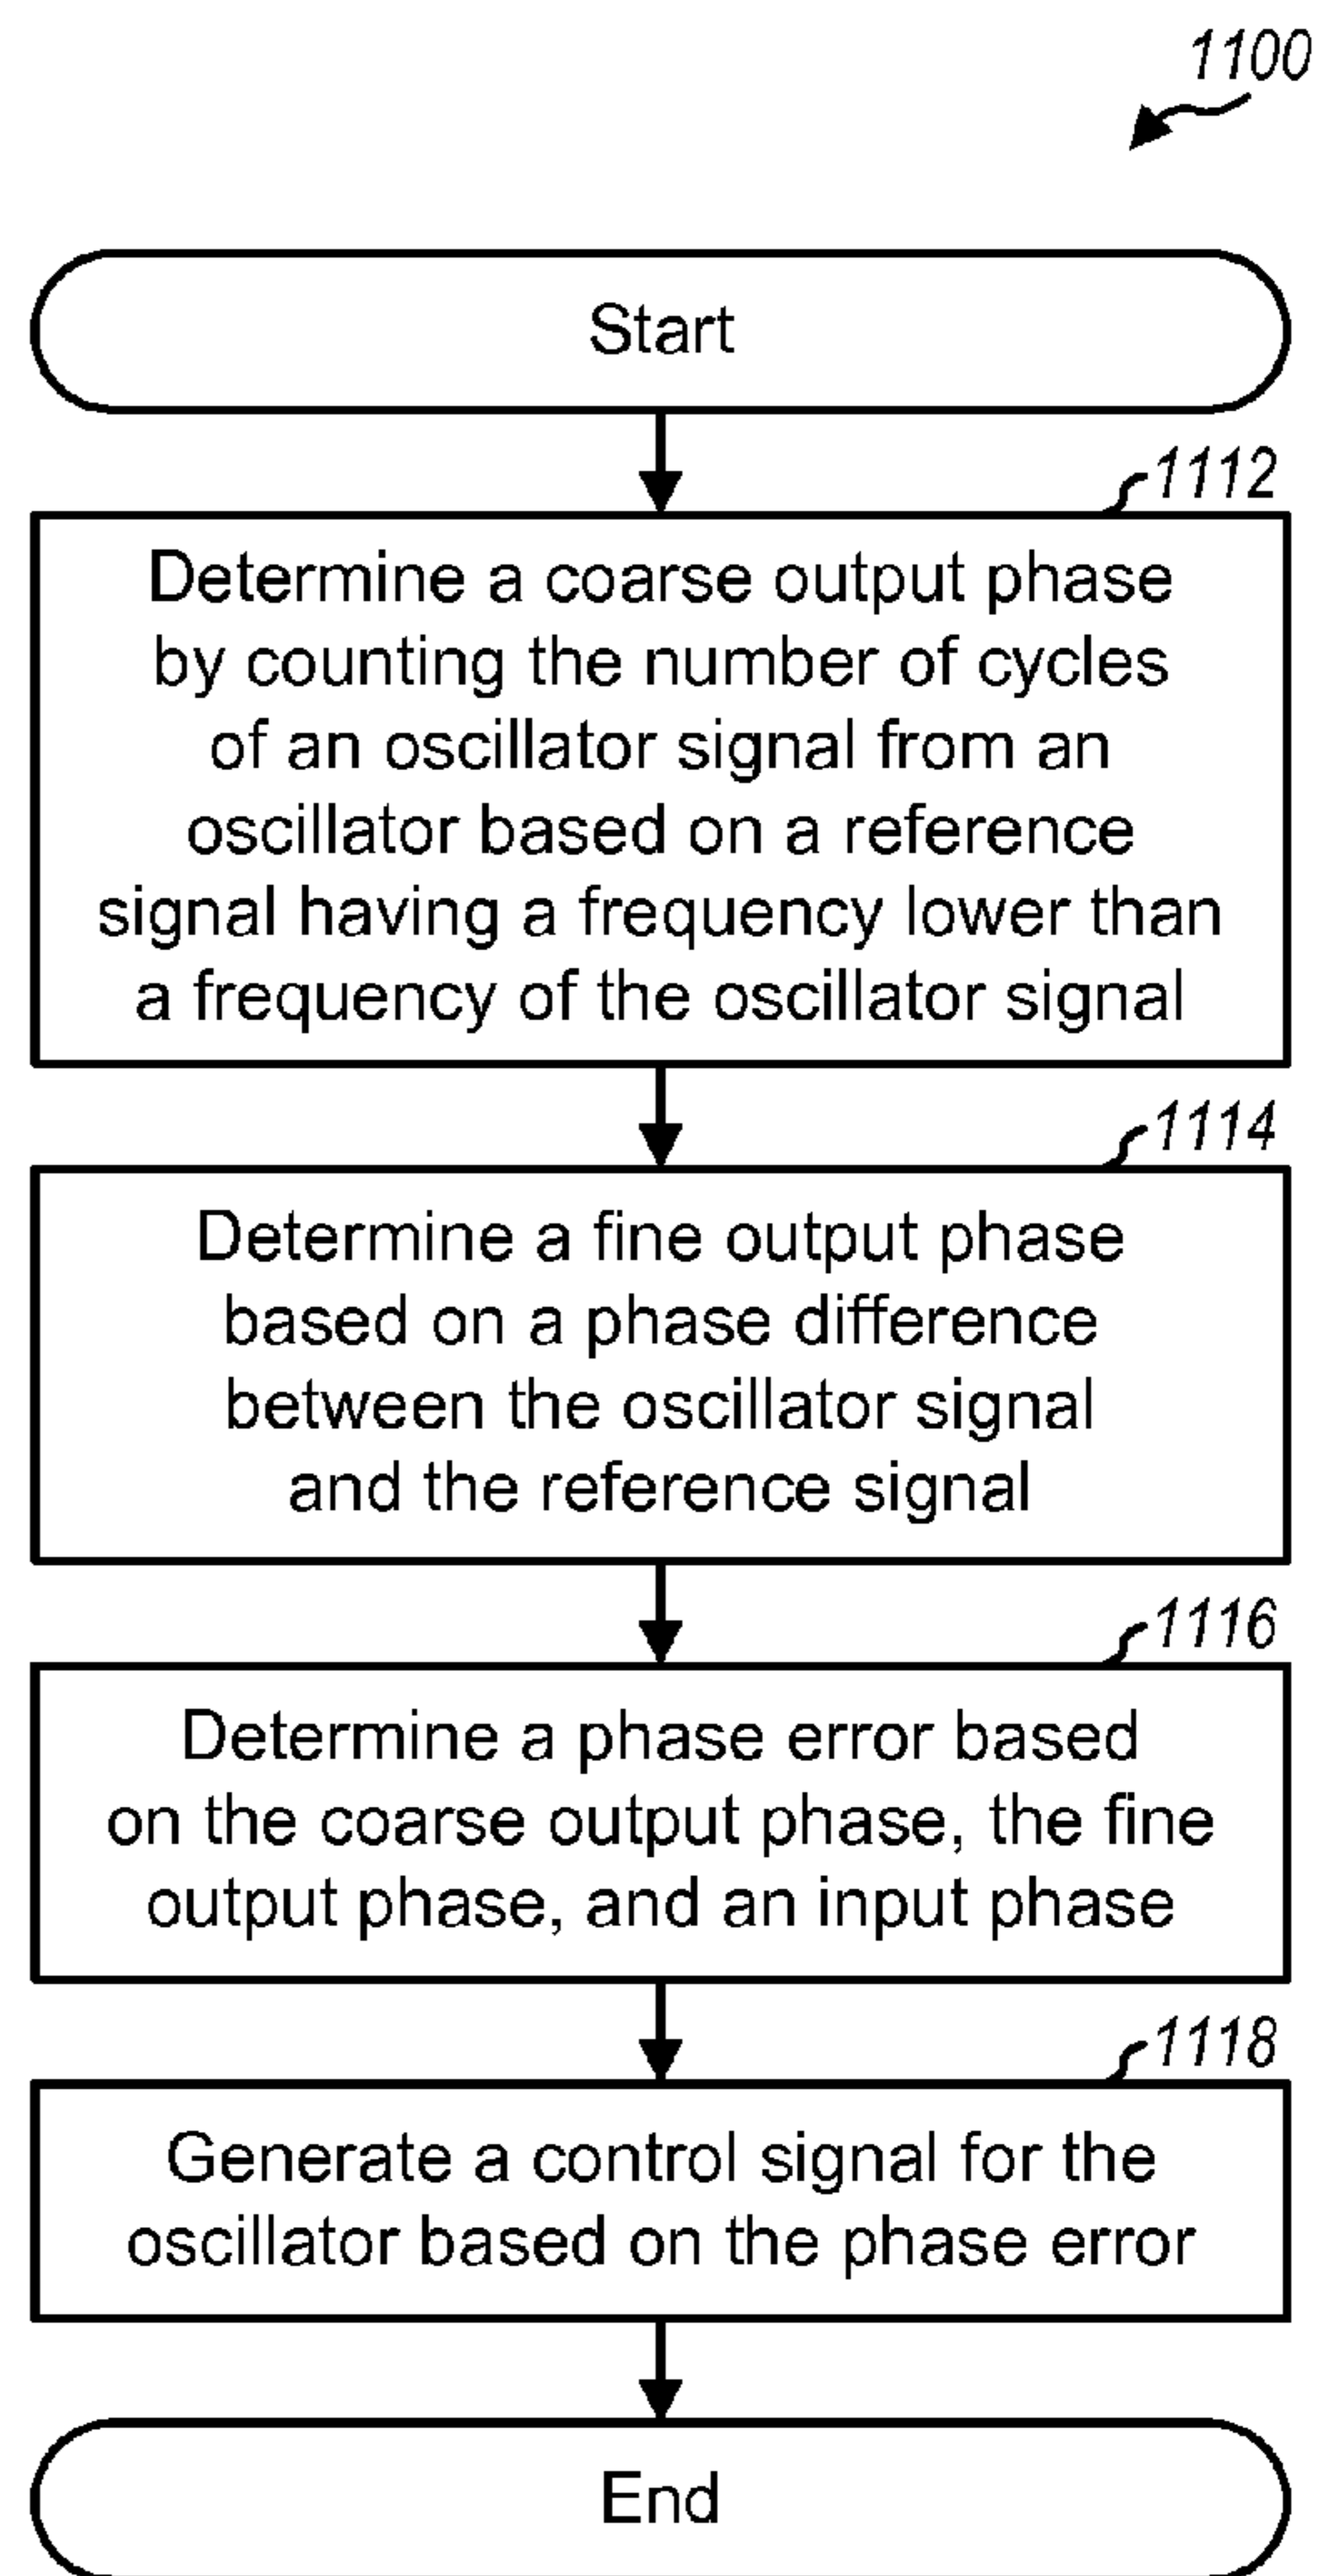 1100
Start
1112
Determine a coarse output phase
by counting the number of cycles
of an oscillator signal from an
oscillator based on a reference
signal having a frequency lower than
a frequency of the oscillator signal
1114
Determine a fine output phase
based on a phase difference
between the oscillator signal
and the reference signal
1116
Determine a phase error based
on the coarse output phase, the fine
output phase, and an input phase
1118
Generate a control signal for the
oscillator based on the phase error
End